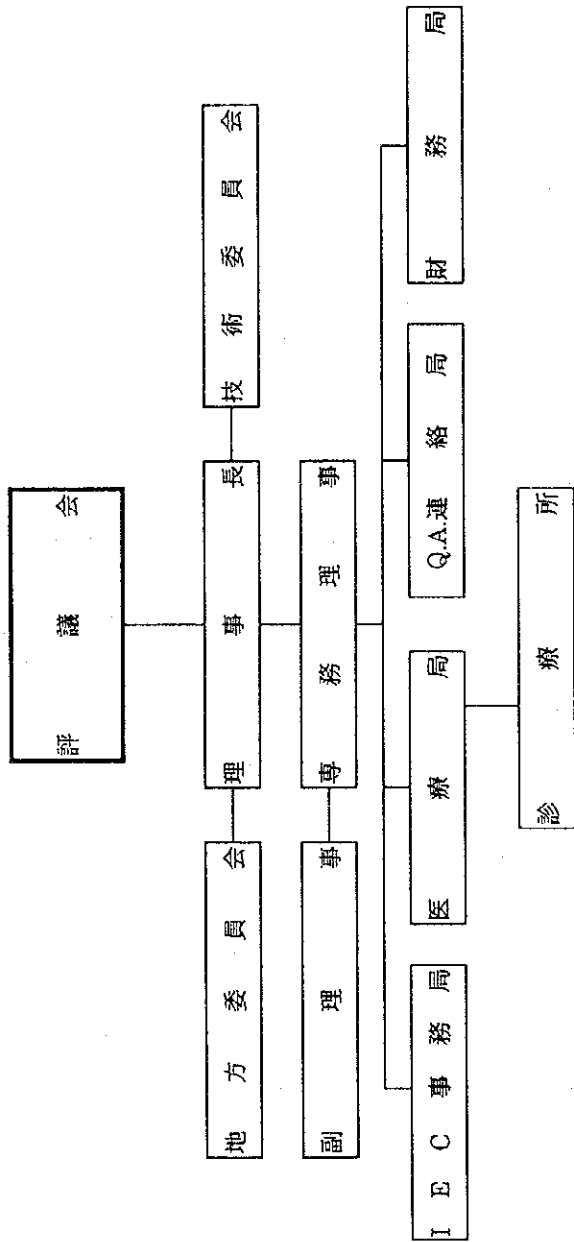 評議会
地方委員会
理事長
技術委員会
副理事
専務理事
IEC事務局
医療局
Q.A.連絡局
財務局
診療所